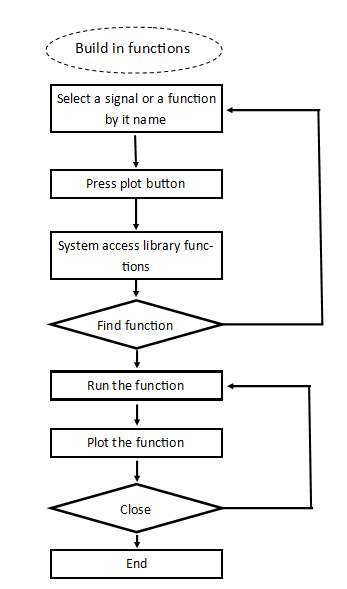 Build in functions
Select a signal or a function
by it name
Press plot button
System access library func-
tions
Find function
Run the function
Plot the function
Close
End